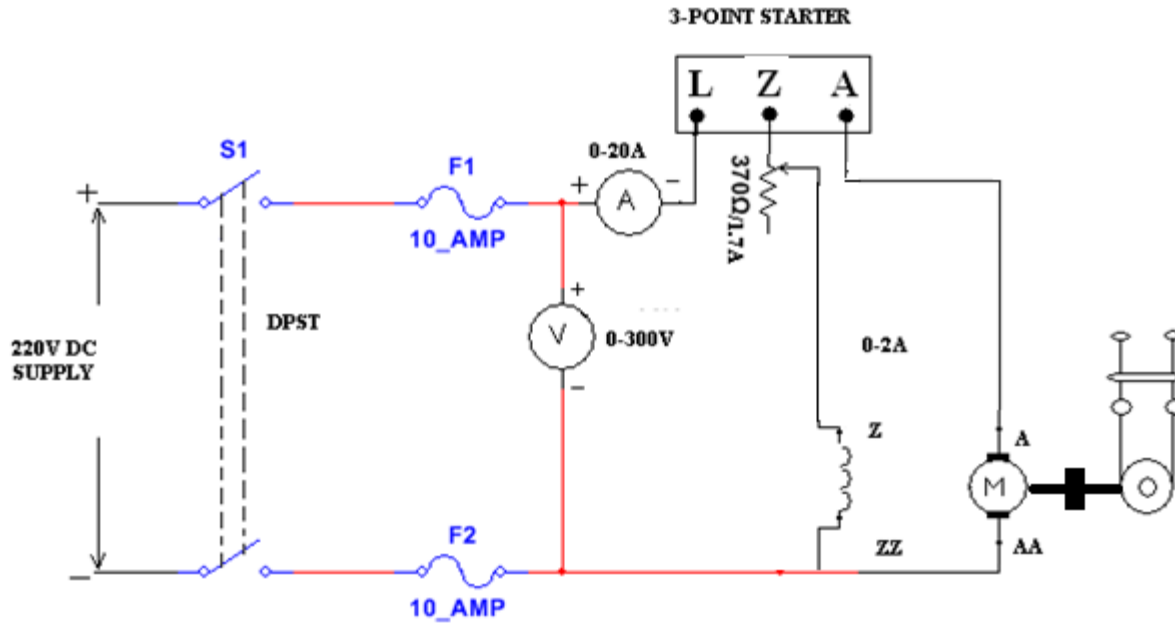 3-POINT STARTER
L Z A
S1
F1
0-20A
+
+
-
A
370Ω/1.7A
10_AMP
+
DPST
V
0-300V
0-2A
220V DC
SUPPLY
-
Z
A
M
F2
ZZ
AA
-
10_AMP